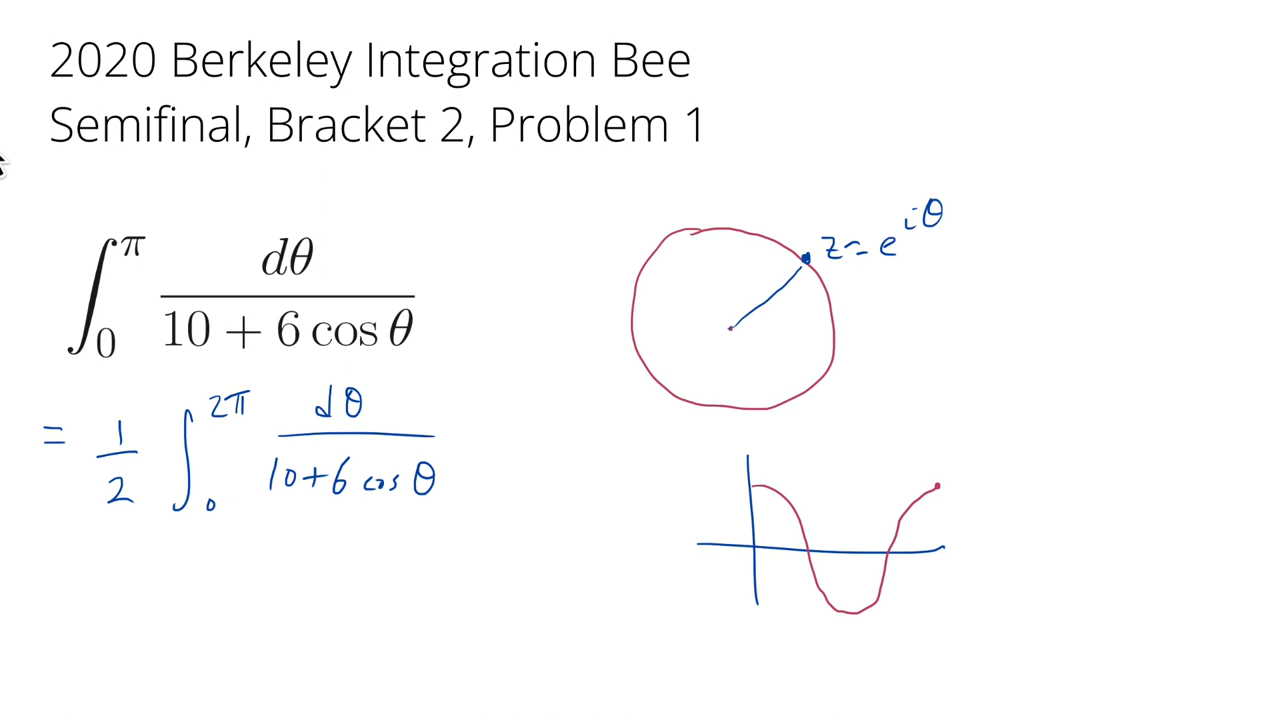 2020 Berkeley Integration Bee
Semifinal, Bracket 2, Problem 1
∫₀^π dθ / (10 + 6 cos θ)
z = e^{iθ}
= 1/2 ∫₀^{2π} dθ / (10+6 cos θ)